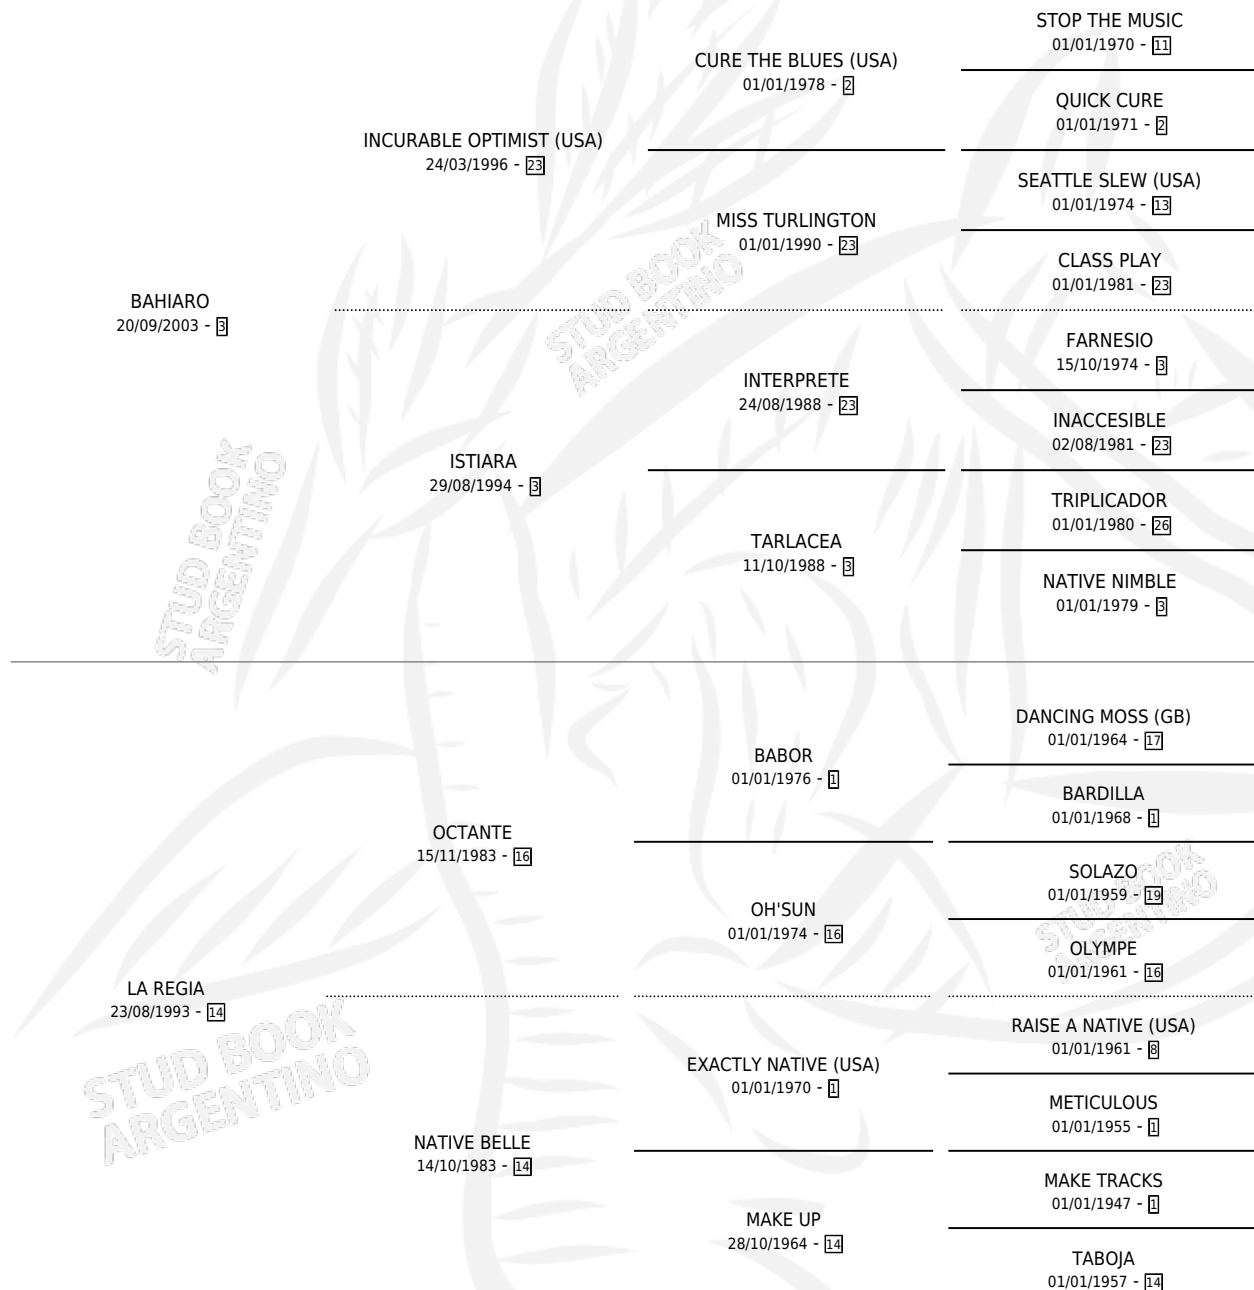 STOP THE MUSIC
01/01/1970 - 11
CURE THE BLUES (USA)
01/01/1978 - 2
QUICK CURE
01/01/1971 - 2
INCURABLE OPTIMIST (USA)
24/03/1996 - 23
SEATTLE SLEW (USA)
01/01/1974 - 13
MISS TURLINGTON
01/01/1990 - 23
CLASS PLAY
01/01/1981 - 23
BAHIARO
20/09/2003 - 3
FARNESIO
15/10/1974 - 3
INTERPRETE
24/08/1988 - 23
INACCESIBLE
02/08/1981 - 23
ISTIARA
29/08/1994 - 3
TRIPLICADOR
01/01/1980 - 26
TARLACEA
11/10/1988 - 3
NATIVE NIMBLE
01/01/1979 - 3
STUD BOOK
ARGENTINO
STUD BOOK
ARGENTINO
DANCING MOSS (GB)
01/01/1964 - 17
BABOR
01/01/1976 - 1
BARDILLA
01/01/1968 - 1
OCTANTE
15/11/1983 - 16
SOLAZO
01/01/1959 - 19
OH'SUN
01/01/1974 - 16
OLYMPE
01/01/1961 - 16
LA REGIA
23/08/1993 - 14
RAISE A NATIVE (USA)
01/01/1961 - 8
EXACTLY NATIVE (USA)
01/01/1970 - 1
METICULOUS
01/01/1955 - 1
NATIVE BELLE
14/10/1983 - 14
MAKE TRACKS
01/01/1947 - 1
MAKE UP
28/10/1964 - 14
TABOJA
01/01/1957 - 14
STUD BOOK
ARGENTINO
STUD BOOK
ARGENTINO